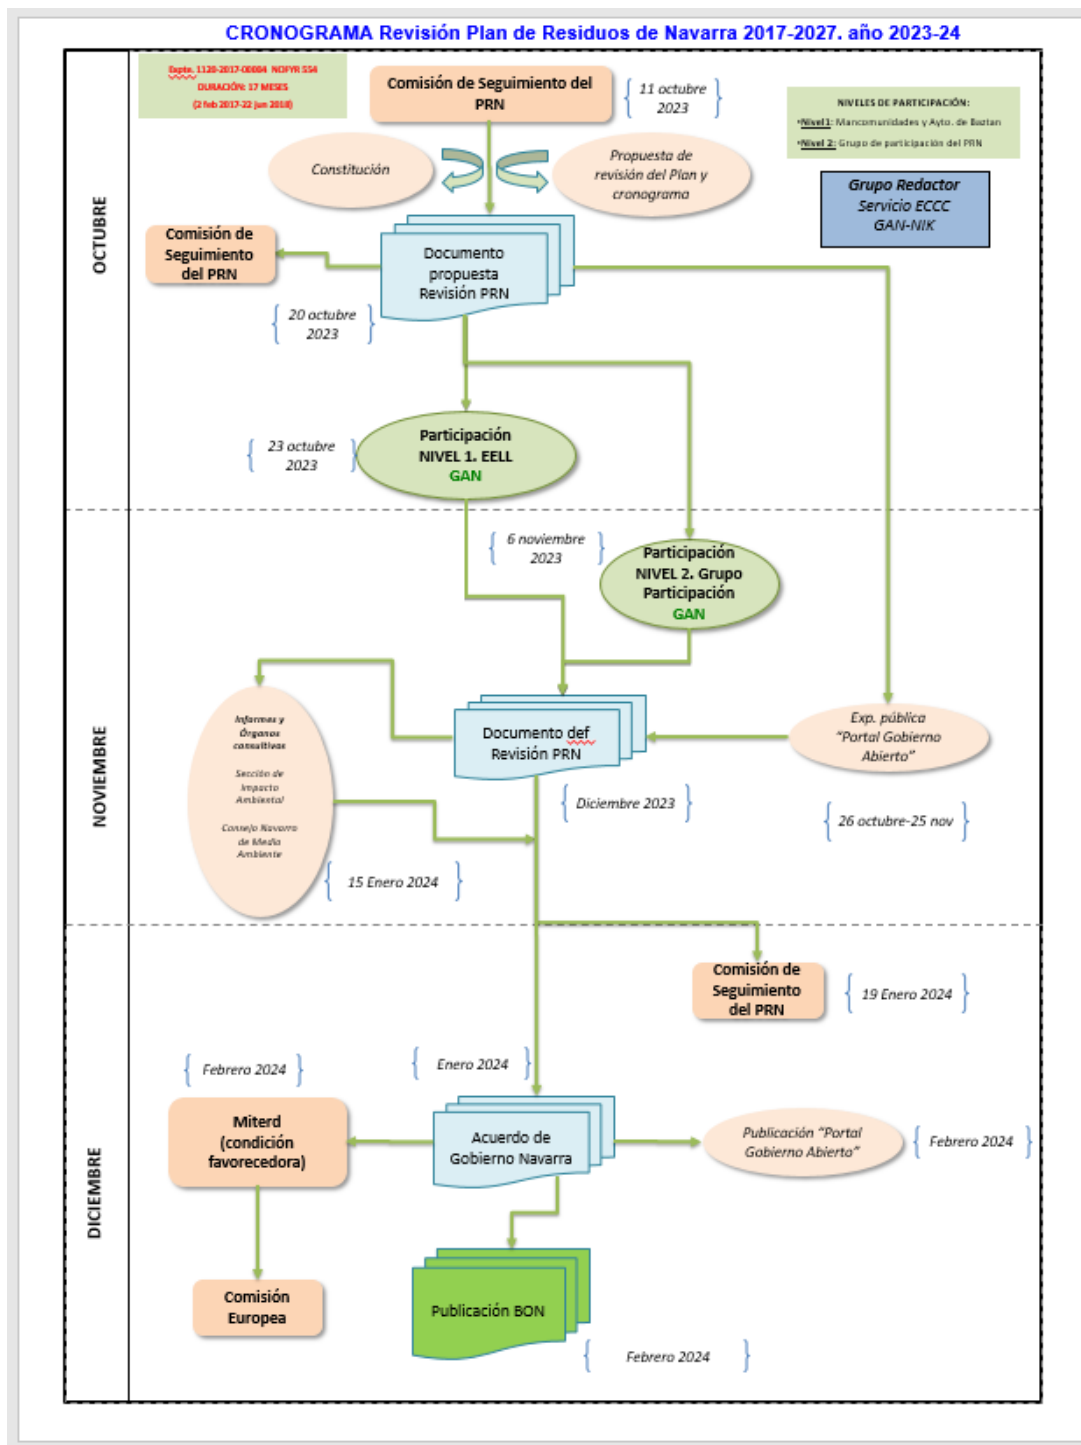 CRONOGRAMA Revisión Plan de Residuos de Navarra 2017-2027. año 2023-24
Expte. 1120-2017-00004 NOFYR 554
DURACIÓN: 17 MESES
(2 feb 2017-22 jun 2018)
Comisión de Seguimiento del
PRN
11 octubre
2023
NIVELES DE PARTICIPACIÓN:
•Nivel1: Mancomunidades y Ayto. de Baztan
•Nivel 2: Grupo de participación del PRN
Constitución
Propuesta de
revisión del Plan y
cronograma
Grupo Redactor
Servicio ECCC
GAN-NIK
OCTUBRE
Comisión de
Seguimiento
del PRN
Documento
propuesta
Revisión PRN
20 octubre
2023
Participación
NIVEL 1. EELL
GAN
23 octubre
2023
6 noviembre
2023
Participación
NIVEL 2. Grupo
Participación
GAN
NOVIEMBRE
Informes y
Órganos
consultivos
Sección de
Impacto
Ambiental
Consejo Navarro
de Medio
Ambiente
Documento def
Revisión PRN
Exp. pública
“Portal Gobierno
Abierto”
Diciembre 2023
26 octubre-25 nov
15 Enero 2024
Comisión de
Seguimiento
del PRN
19 Enero 2024
DICIEMBRE
Febrero 2024
Enero 2024
Miterd
(condición
favorecedora)
Acuerdo de
Gobierno Navarra
Publicación “Portal
Gobierno Abierto”
Febrero 2024
Comisión
Europea
Publicación BON
Febrero 2024